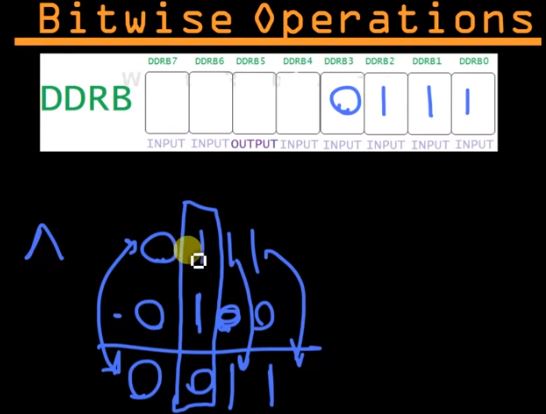 Bitwise Operations
DDRB7 DDRB6 DDRB5 DDRB4 DDRB3 DDRB2 DDRB1 DDRB0
DDRB 0 1 1 1
INPUT INPUT OUTPUT INPUT INPUT INPUT INPUT INPUT
^ 0 1 1 1
0 1 0 0
0 0 1 1